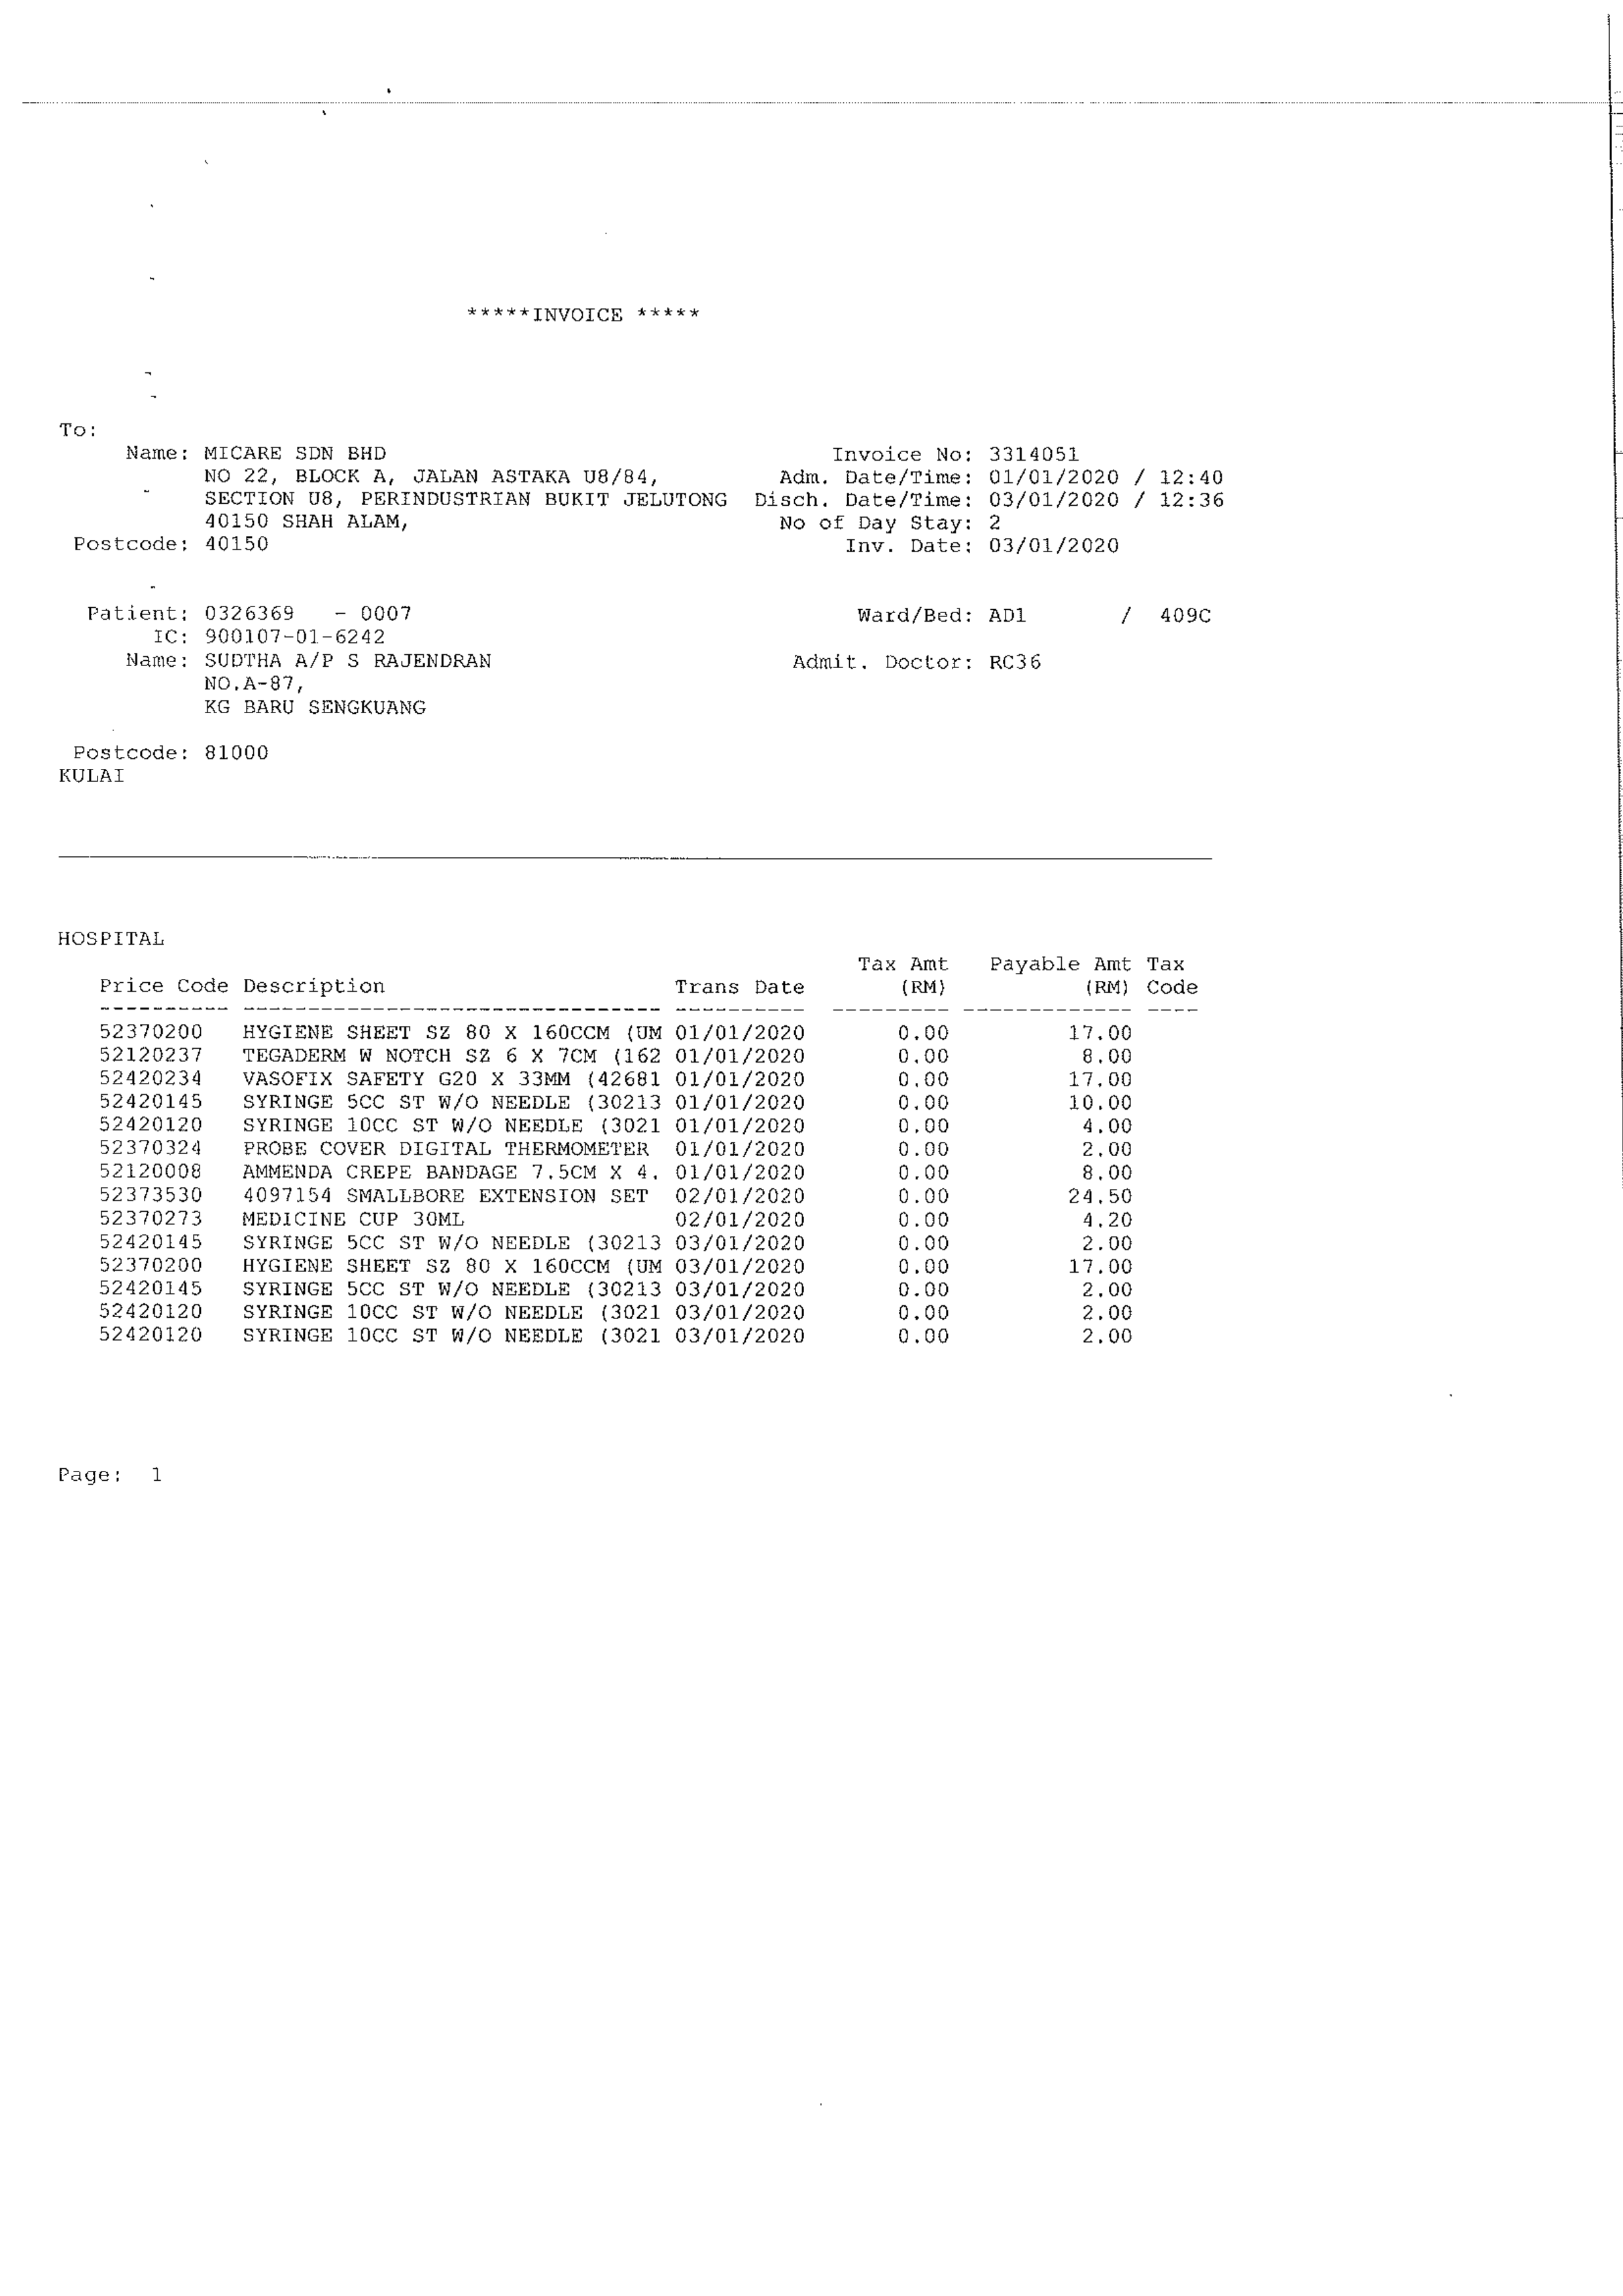 *****INVOICE *****
To:
Name: MICARE SDN BHD Invoice No: 3314051
NO 22, BLOCK A, JALAN ASTAKA U8/84, Adm. Date/Time: 01/01/2020 / 12:40
SECTION U8, PERINDUSTRIAN BUKIT JELUTONG Disch. Date/Time: 03/01/2020 / 12:36
40150 SHAH ALAM, No of Day Stay: 2
Postcode: 40150 Inv. Date: 03/01/2020
Patient: 0326369 - 0007 Ward/Bed: AD1 / 409C
IC: 900107-01-6242
Name: SUDTHA A/P S RAJENDRAN Admit. Doctor: RC36
NO.A-87,
KG BARU SENGKUANG
Postcode: 81000
KULAI
HOSPITAL
Tax Amt Payable Amt Tax
Price Code Description Trans Date (RM) (RM) Code
52370200 HYGIENE SHEET SZ 80 X 160CCM (UM 01/01/2020 0.00 17.00
52120237 TEGADERM W NOTCH SZ 6 X 7CM (162 01/01/2020 0.00 8.00
52420234 VASOFIX SAFETY G20 X 33MM (42681 01/01/2020 0.00 17.00
52420145 SYRINGE 5CC ST W/O NEEDLE (30213 01/01/2020 0.00 10.00
52420120 SYRINGE 10CC ST W/O NEEDLE (3021 01/01/2020 0.00 4.00
52370324 PROBE COVER DIGITAL THERMOMETER 01/01/2020 0.00 2.00
52120008 AMMENDA CREPE BANDAGE 7.5CM X 4. 01/01/2020 0.00 8.00
52373530 4097154 SMALLBORE EXTENSION SET 02/01/2020 0.00 24.50
52370273 MEDICINE CUP 30ML 02/01/2020 0.00 4.20
52420145 SYRINGE 5CC ST W/O NEEDLE (30213 03/01/2020 0.00 2.00
52370200 HYGIENE SHEET SZ 80 X 160CCM (UM 03/01/2020 0.00 17.00
52420145 SYRINGE 5CC ST W/O NEEDLE (30213 03/01/2020 0.00 2.00
52420120 SYRINGE 10CC ST W/O NEEDLE (3021 03/01/2020 0.00 2.00
52420120 SYRINGE 10CC ST W/O NEEDLE (3021 03/01/2020 0.00 2.00
Page: 1